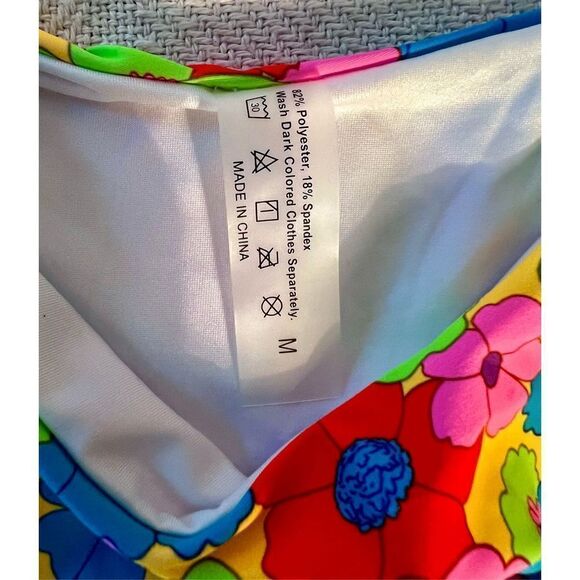 82% Polyester, 18% Spandex
Wash Dark Colored Clothes Separately.
30
MADE IN CHINA
M